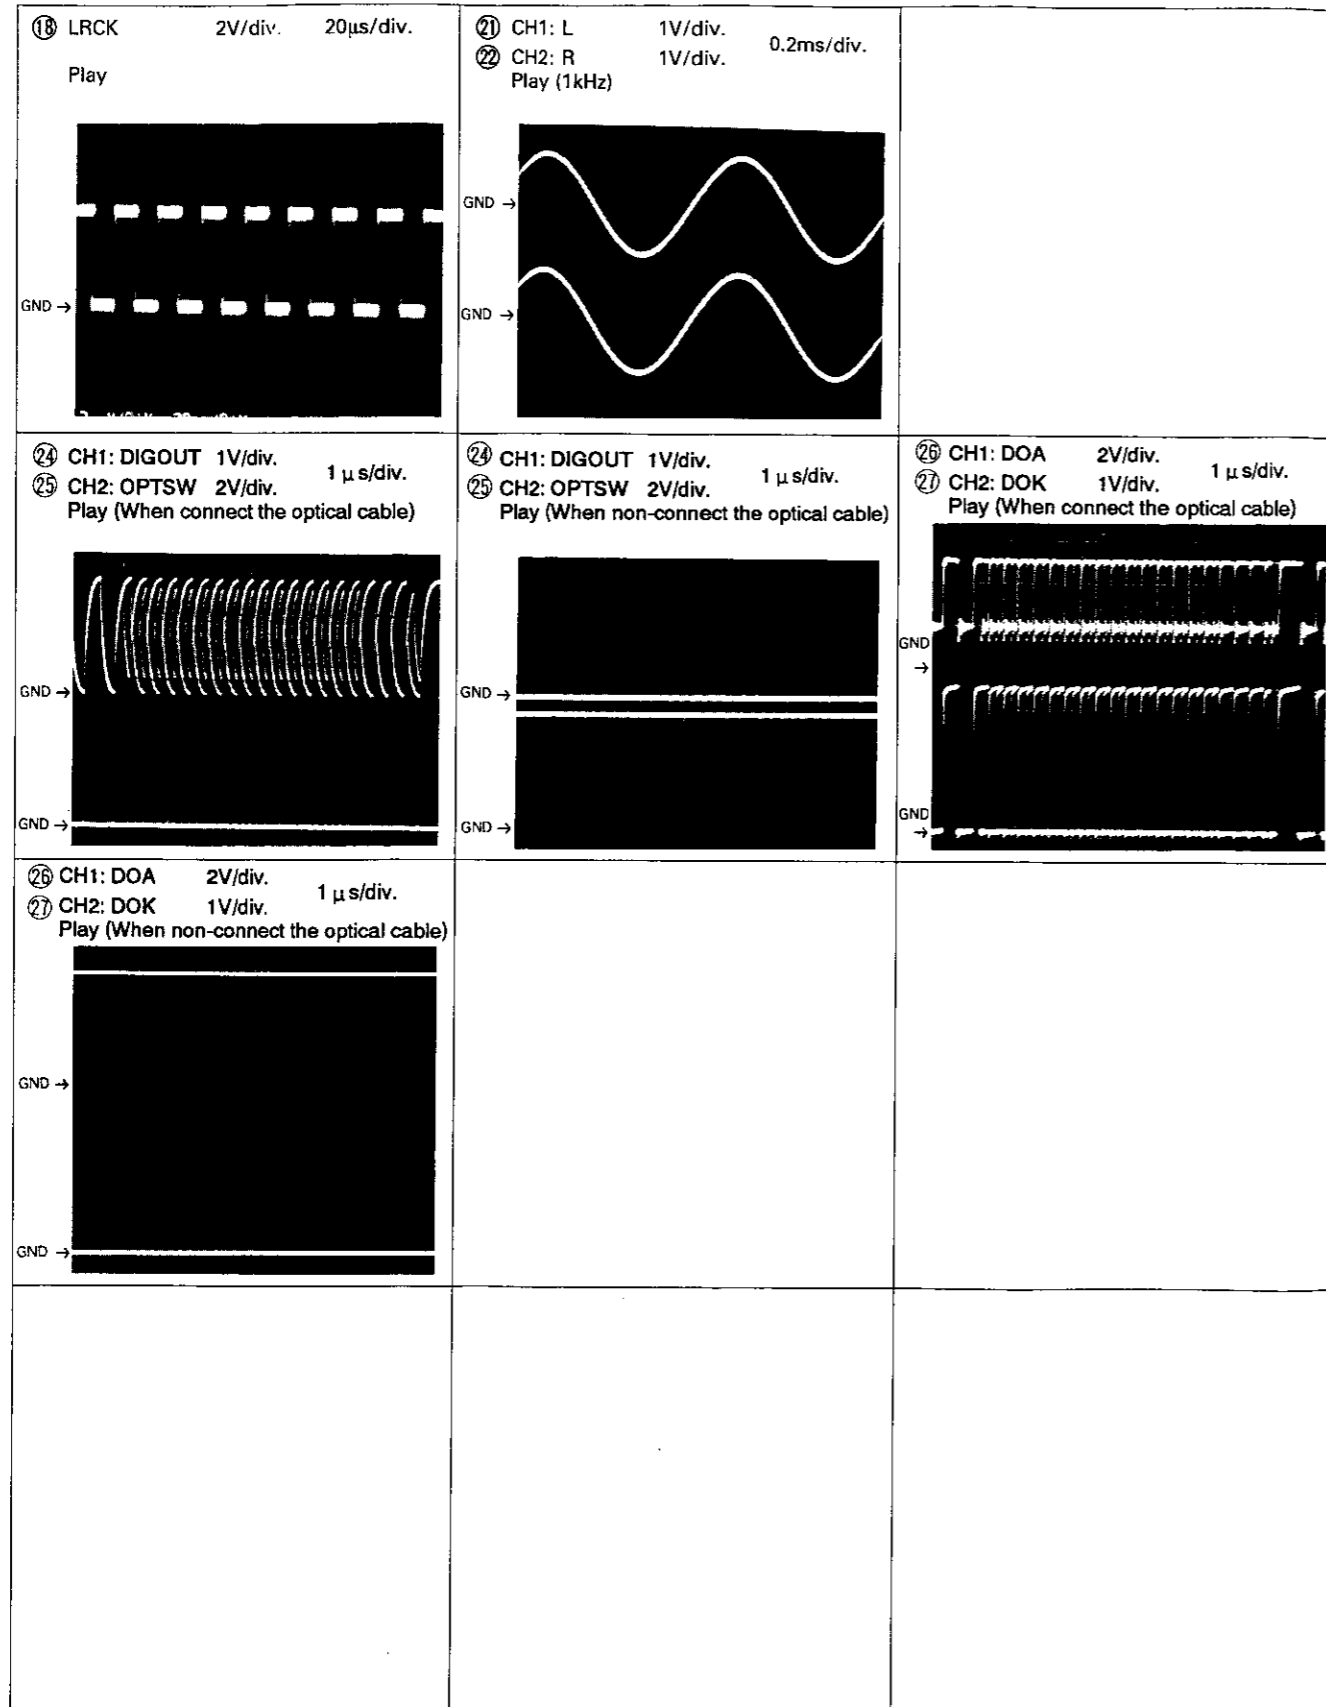 ⑱ LRCK 2V/div. 20μs/div.
Play
GND →
㉑ CH1: L 1V/div.
0.2ms/div.
㉒ CH2: R 1V/div.
Play (1kHz)
GND →
GND →
㉔ CH1: DIGOUT 1V/div.
1 μs/div.
㉕ CH2: OPTSW 2V/div.
Play (When connect the optical cable)
GND →
GND →
㉔ CH1: DIGOUT 1V/div.
1 μs/div.
㉕ CH2: OPTSW 2V/div.
Play (When non-connect the optical cable)
GND →
GND →
㉖ CH1: DOA 2V/div.
1 μs/div.
㉗ CH2: DOK 1V/div.
Play (When connect the optical cable)
GND
→
GND
→
㉖ CH1: DOA 2V/div.
1 μs/div.
㉗ CH2: DOK 1V/div.
Play (When non-connect the optical cable)
GND →
GND →